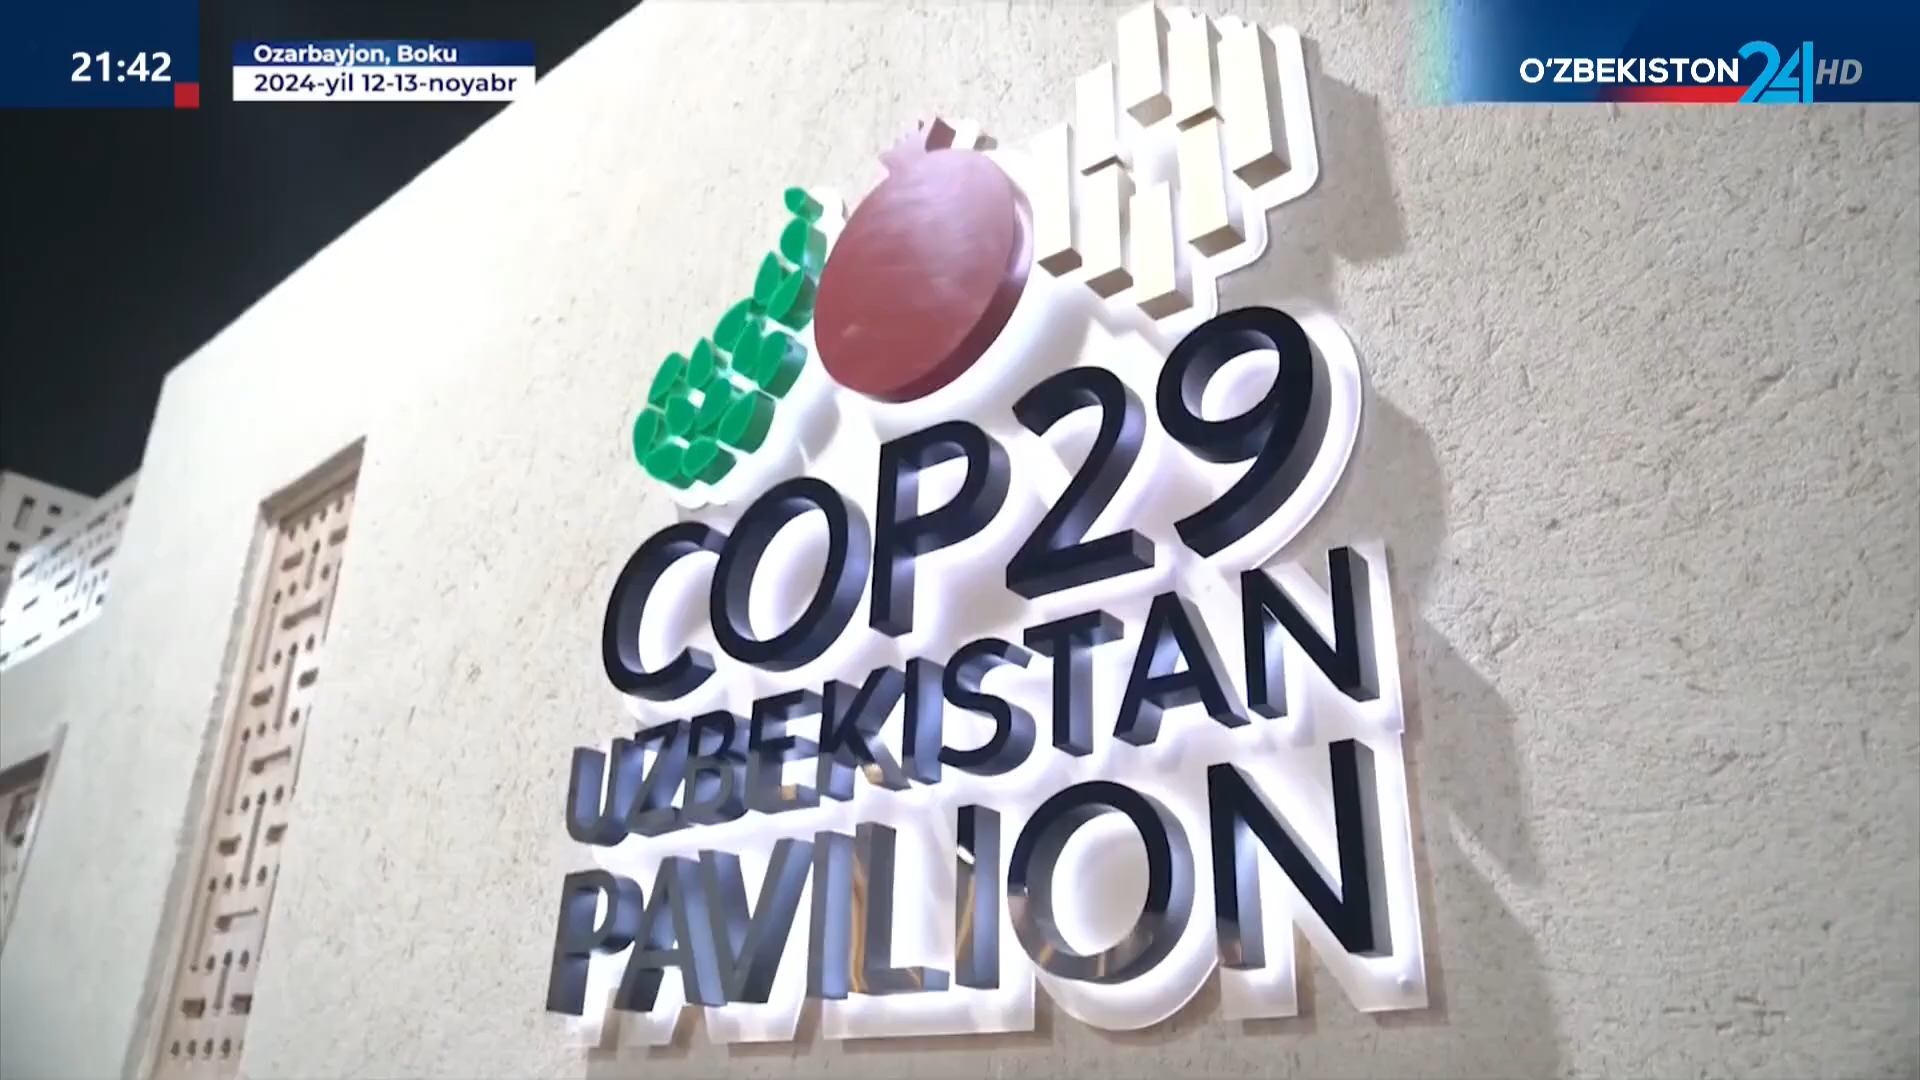 21:42
Ozarbayjon, Boku
2024-yil 12-13-noyabr
O‘ZBEKISTON 24 HD
COP29
UZBEKISTAN
PAVILION